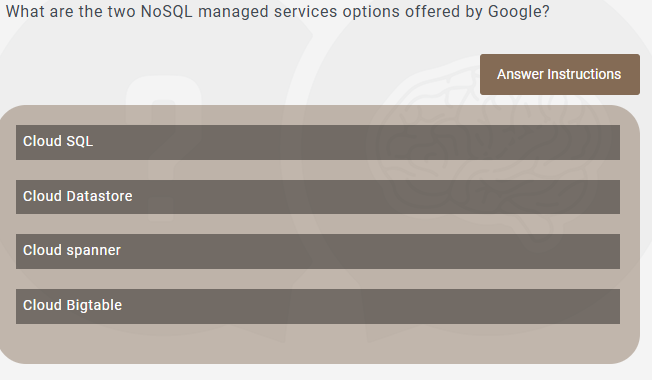 What are the two NoSQL managed services options offered by Google?
Answer Instructions
Cloud SQL
Cloud Datastore
Cloud spanner
Cloud Bigtable